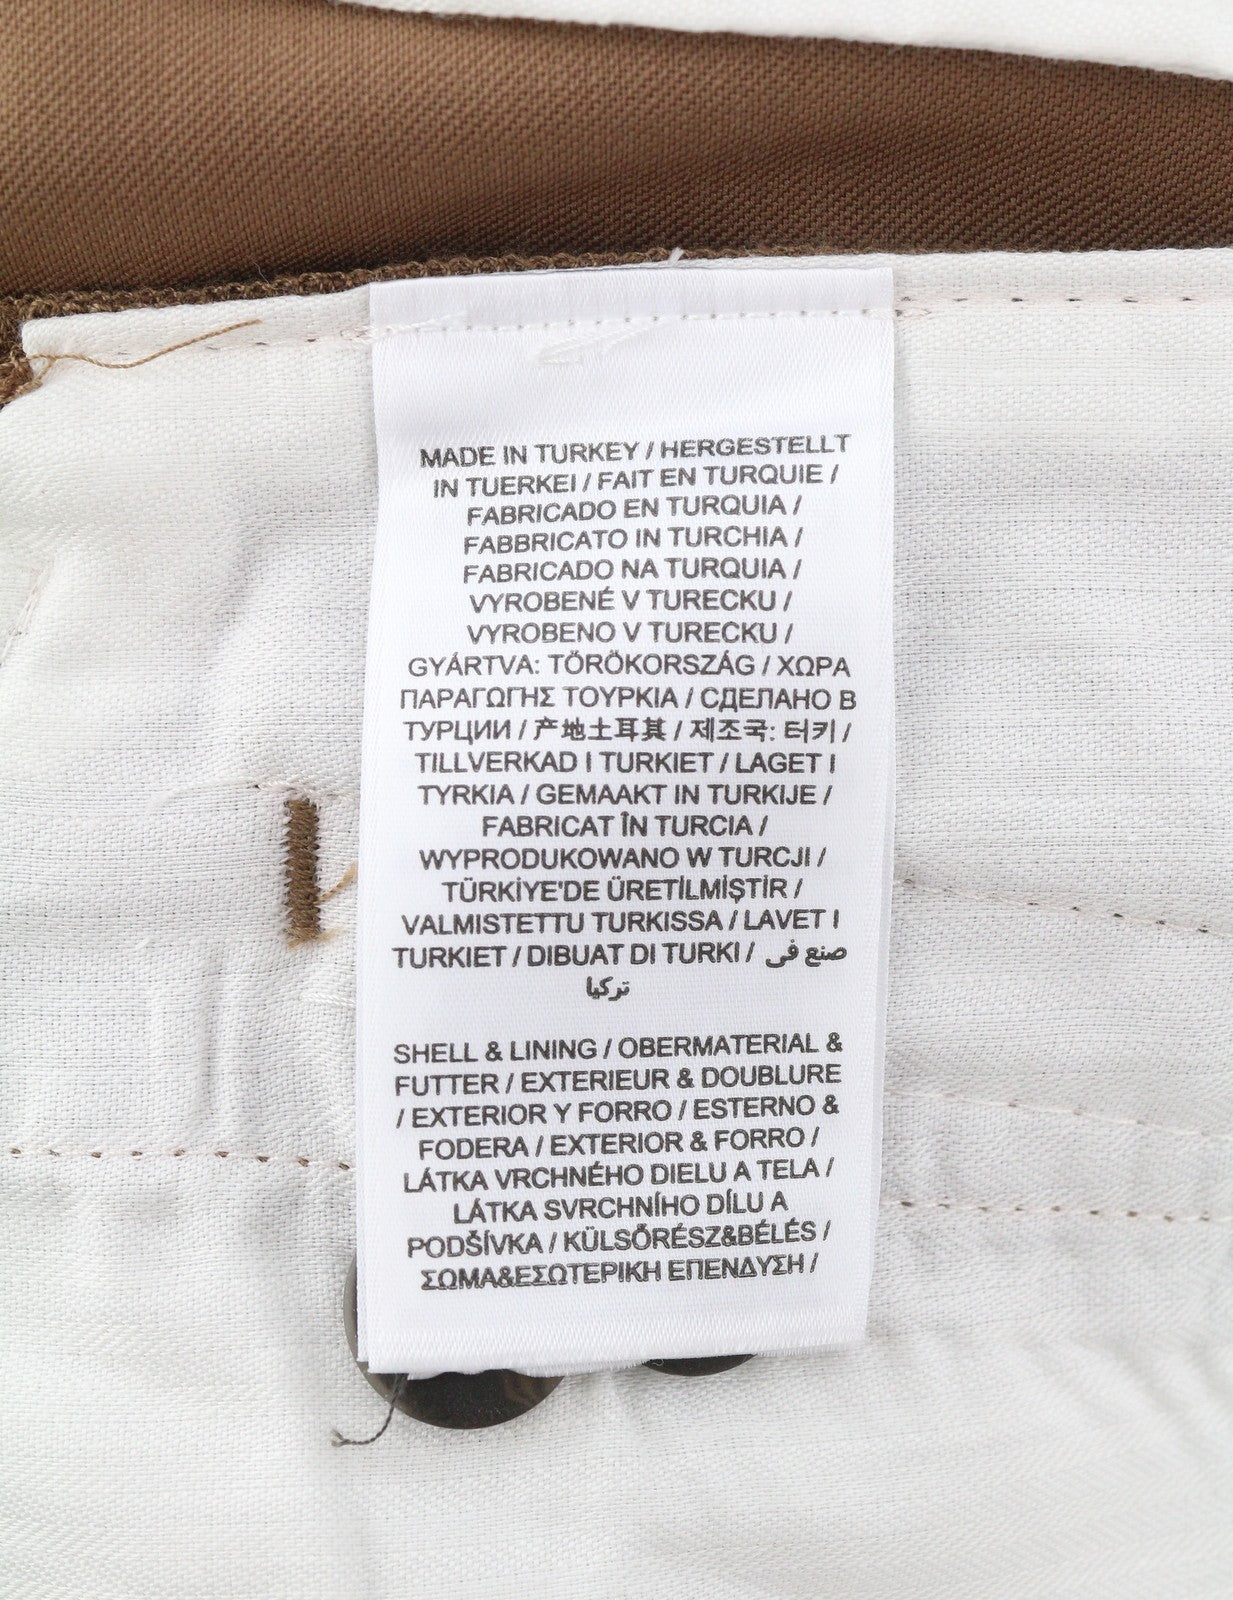 MADE IN TURKEY / HERGESTELLT
IN TUERKEI / FAIT EN TURQUIE /
FABRICADO EN TURQUIA /
FABBRICATO IN TURCHIA /
FABRICADO NA TURQUIA /
VYROBENÉ V TURECKU /
VYROBENO V TURECKU /
GYÁRTVA: TÖRÖKORSZÁG / ΧΩΡΑ
ΠΑΡΑΓΩΓΗΣ ΤΟΥΡΚΙΑ / СДЕЛАНО В
ТУРЦИИ / 产地土耳其 / 제조국: 터키 /
TILLVERKAD I TURKIET / LAGET I
TYRKIA / GEMAAKT IN TURKIJE /
FABRICAT ÎN TURCIA /
WYPRODUKOWANO W TURCJI /
TÜRKİYE'DE ÜRETİLMİŞTİR /
VALMISTETTU TURKISSA / LAVET I
TURKIET / DIBUAT DI TURKI / صنع في
تركيا
SHELL & LINING / OBERMATERIAL &
FUTTER / EXTERIEUR & DOUBLURE
/ EXTERIOR Y FORRO / ESTERNO &
FODERA / EXTERIOR & FORRO /
LÁTKA VRCHNÉHO DIELU A TELA /
LÁTKA SVRCHNÍHO DÍLU A
PODŠÍVKA / KÜLSŐRÉSZ&BÉLÉS /
ΣΩΜΑ&ΕΣΩΤΕΡΙΚΗ ΕΠΕΝΔΥΣΗ /